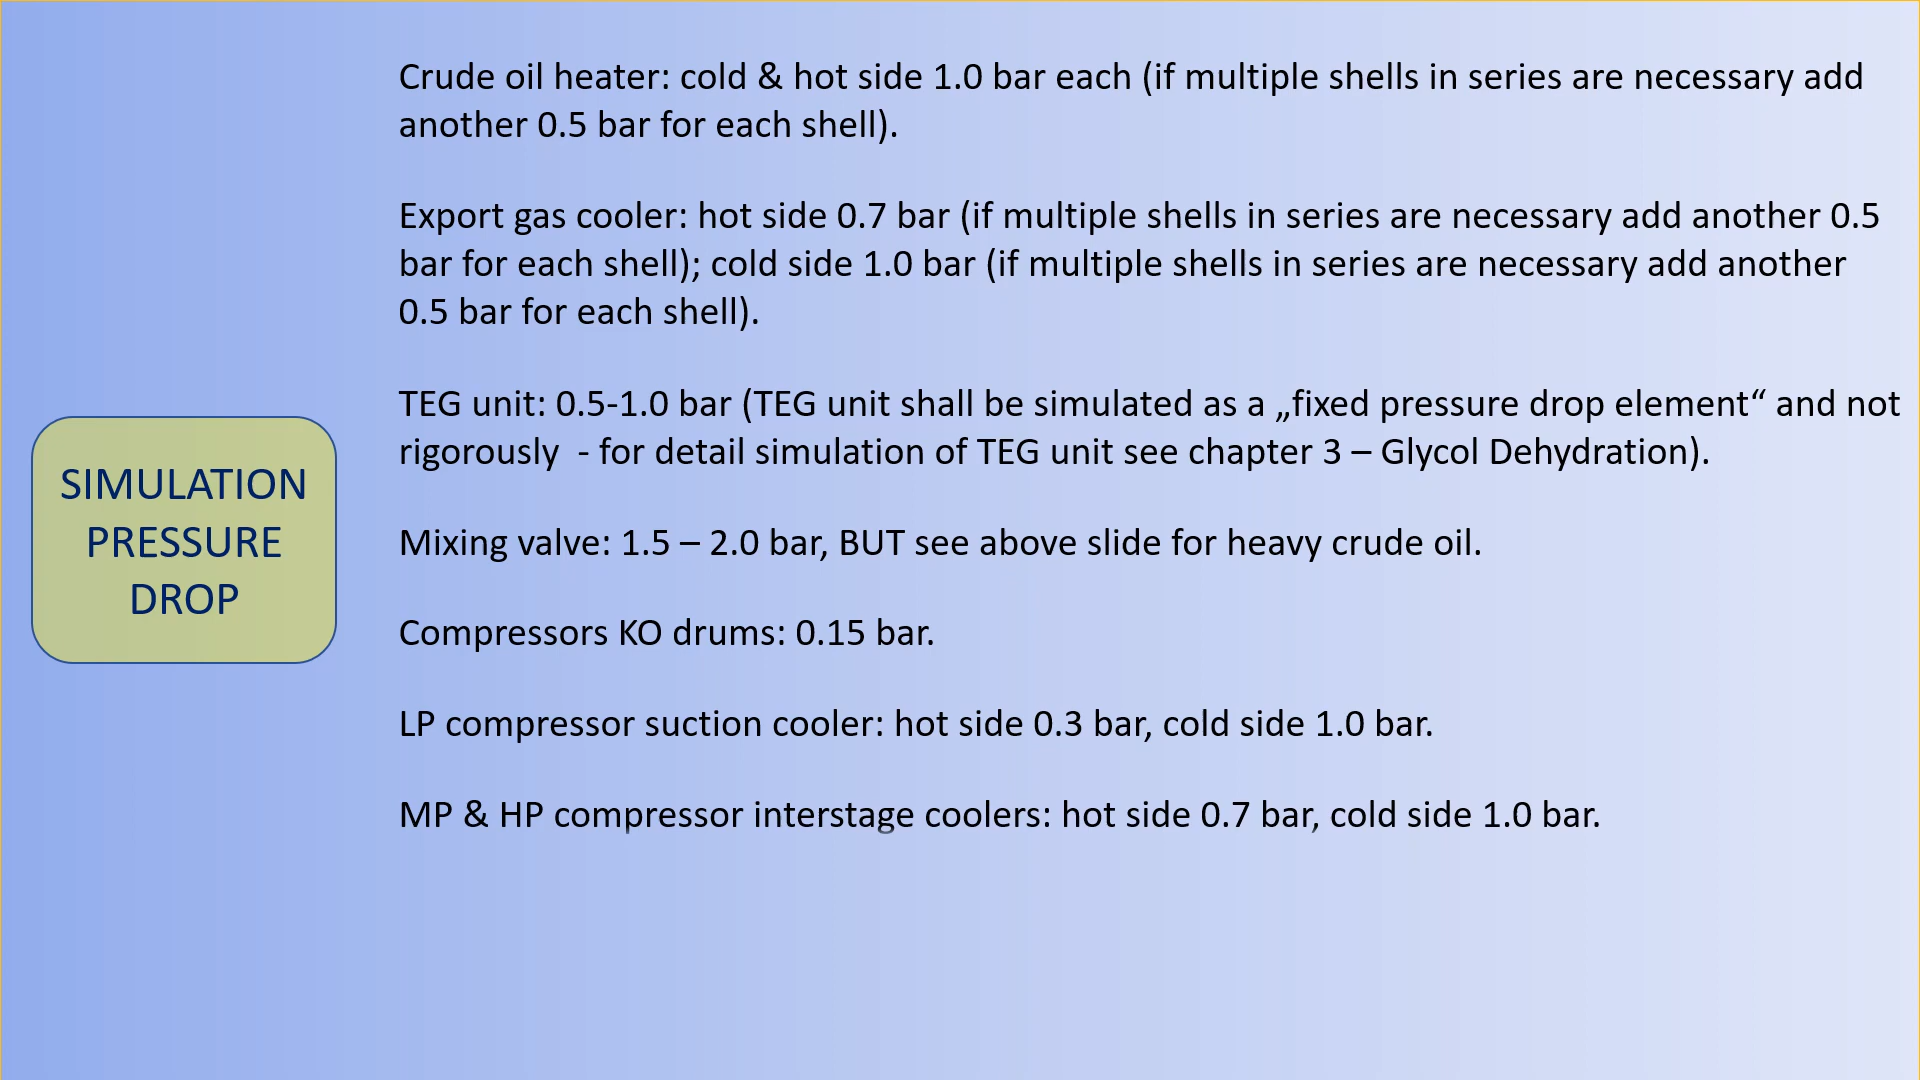 Crude oil heater: cold & hot side 1.0 bar each (if multiple shells in series are necessary add
another 0.5 bar for each shell).
Export gas cooler: hot side 0.7 bar (if multiple shells in series are necessary add another 0.5
bar for each shell); cold side 1.0 bar (if multiple shells in series are necessary add another
0.5 bar for each shell).
TEG unit: 0.5-1.0 bar (TEG unit shall be simulated as a „fixed pressure drop element“ and not
rigorously  - for detail simulation of TEG unit see chapter 3 – Glycol Dehydration).
Mixing valve: 1.5 – 2.0 bar, BUT see above slide for heavy crude oil.
Compressors KO drums: 0.15 bar.
LP compressor suction cooler: hot side 0.3 bar, cold side 1.0 bar.
MP & HP compressor interstage coolers: hot side 0.7 bar, cold side 1.0 bar.
SIMULATION
PRESSURE
DROP